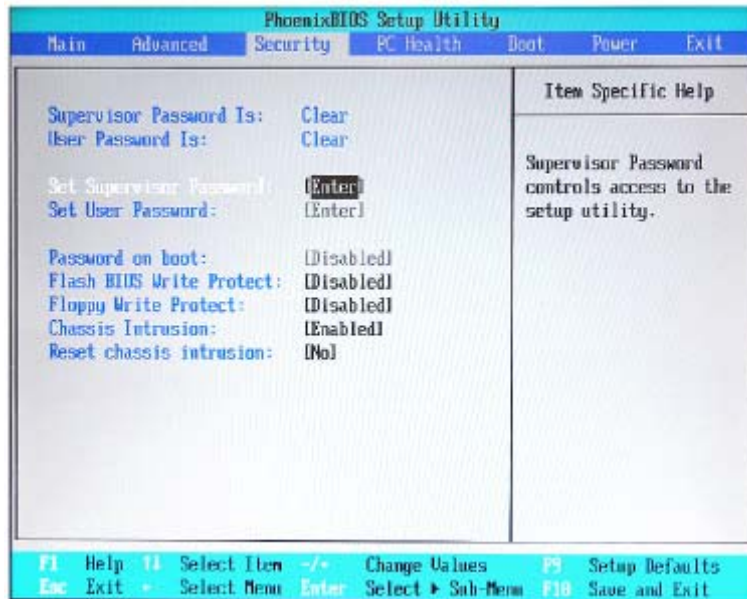 PhoenixBIOS Setup Utility
Main Advanced Security PC Health Boot Power Exit
Item Specific Help
Supervisor Password Is: Clear
User Password Is: Clear
Supervisor Password
controls access to the
setup utility.
Set Supervisor Password: [Enter]
Set User Password: [Enter]
Password on boot: [Disabled]
Flash BIOS Write Protect: [Disabled]
Floppy Write Protect: [Disabled]
Chassis Intrusion: [Enabled]
Reset chassis intrusion: [No]
F1 Help ↑↓ Select Item -/+ Change Values F9 Setup Defaults
Esc Exit Select Menu Enter Select ▶ Sub-Menu F10 Save and Exit